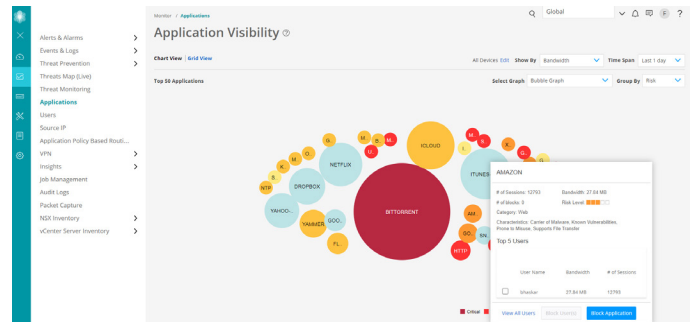 Monitor / Applications
Global
F
?
Application Visibility
Alerts & Alarms
Events & Logs
Threat Prevention
Threats Map (Live)
Threat Monitoring
Applications
Users
Source IP
Application Policy Based Routi...
VPN
Insights
Job Management
Audit Logs
Packet Capture
NSX Inventory
vCenter Server Inventory
Chart View | Grid View
All Devices Edit Show By Bandwidth Time Span Last 1 day
Top 50 Applications
Select Graph Bubble Graph Group By Risk
G..
M..
B..
M..
ICLOUD
M..
S..
X..
O..
M..
K..
U..
I..
G..
O..
NETFLIX
S..
NTP
DROPBOX
ITUNES
YAHOO-..
BITTORRENT
AM..
YAMMER
GOO..
GO..
SN..
FL..
HTTP
Critical
AMAZON
# of Sessions: 12793 Bandwidth: 27.84 MB
# of blocks: 0 Risk Level
Category: Web
Characteristics: Carrier of Malware, Known Vulnerabilities,
Prone to Misuse, Supports File Transfer
Top 5 Users
User Name Bandwidth # of Sessions
Shankar 27.84 MB 12793
View All Users Block User(s) Block Application